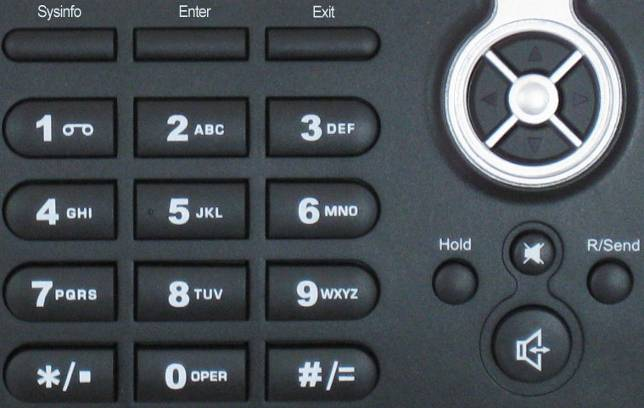 Sysinfo Enter Exit
1 2 ABC 3 DEF
4 GHI 5 JKL 6 MNO
Hold R/Send
7 PQRS 8 TUV 9 WXYZ
*/▪ 0 OPER #/=